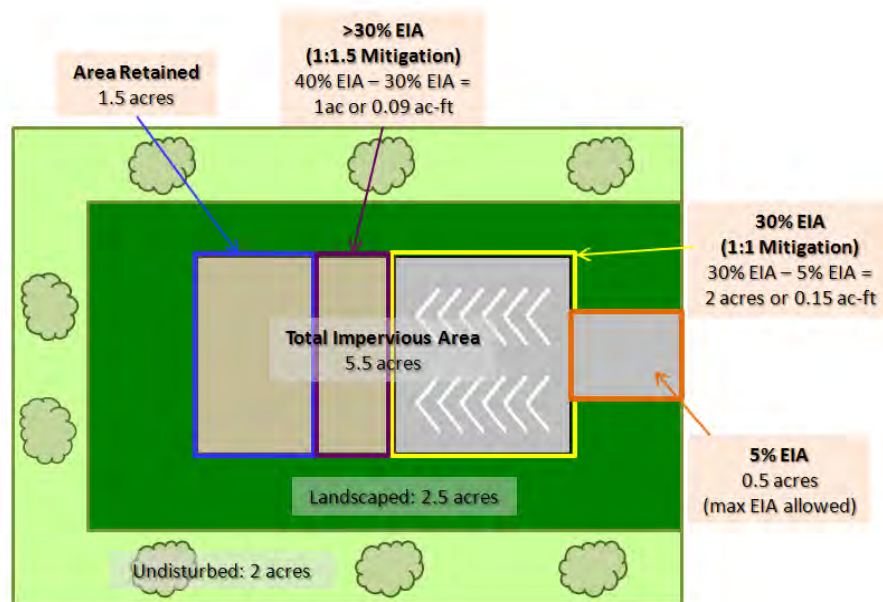 >30% EIA
(1:1.5 Mitigation)
40% EIA – 30% EIA =
1ac or 0.09 ac-ft
Area Retained
1.5 acres
30% EIA
(1:1 Mitigation)
30% EIA – 5% EIA =
2 acres or 0.15 ac-ft
Total Impervious Area
5.5 acres
5% EIA
0.5 acres
(max EIA allowed)
Landscaped: 2.5 acres
Undisturbed: 2 acres